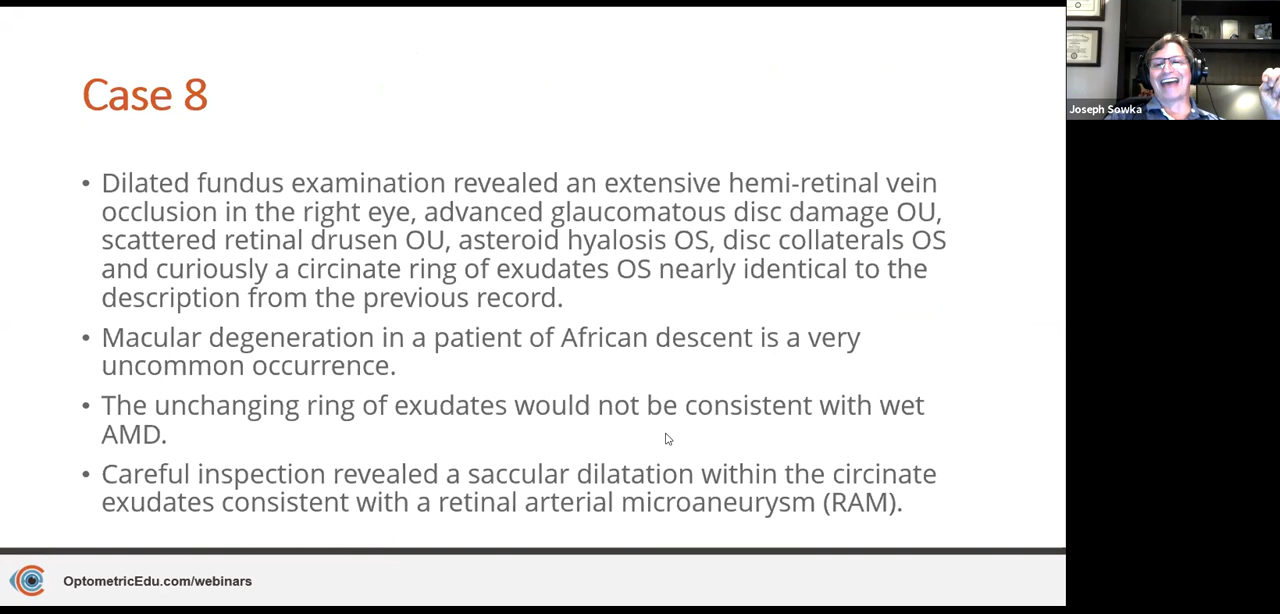 Case 8
Joseph Sowka
• Dilated fundus examination revealed an extensive hemi-retinal vein
occlusion in the right eye, advanced glaucomatous disc damage OU,
scattered retinal drusen OU, asteroid hyalosis OS, disc collaterals OS
and curiously a circinate ring of exudates OS nearly identical to the
description from the previous record.
• Macular degeneration in a patient of African descent is a very
uncommon occurrence.
• The unchanging ring of exudates would not be consistent with wet
AMD.
• Careful inspection revealed a saccular dilatation within the circinate
exudates consistent with a retinal arterial microaneurysm (RAM).
OptometricEdu.com/webinars